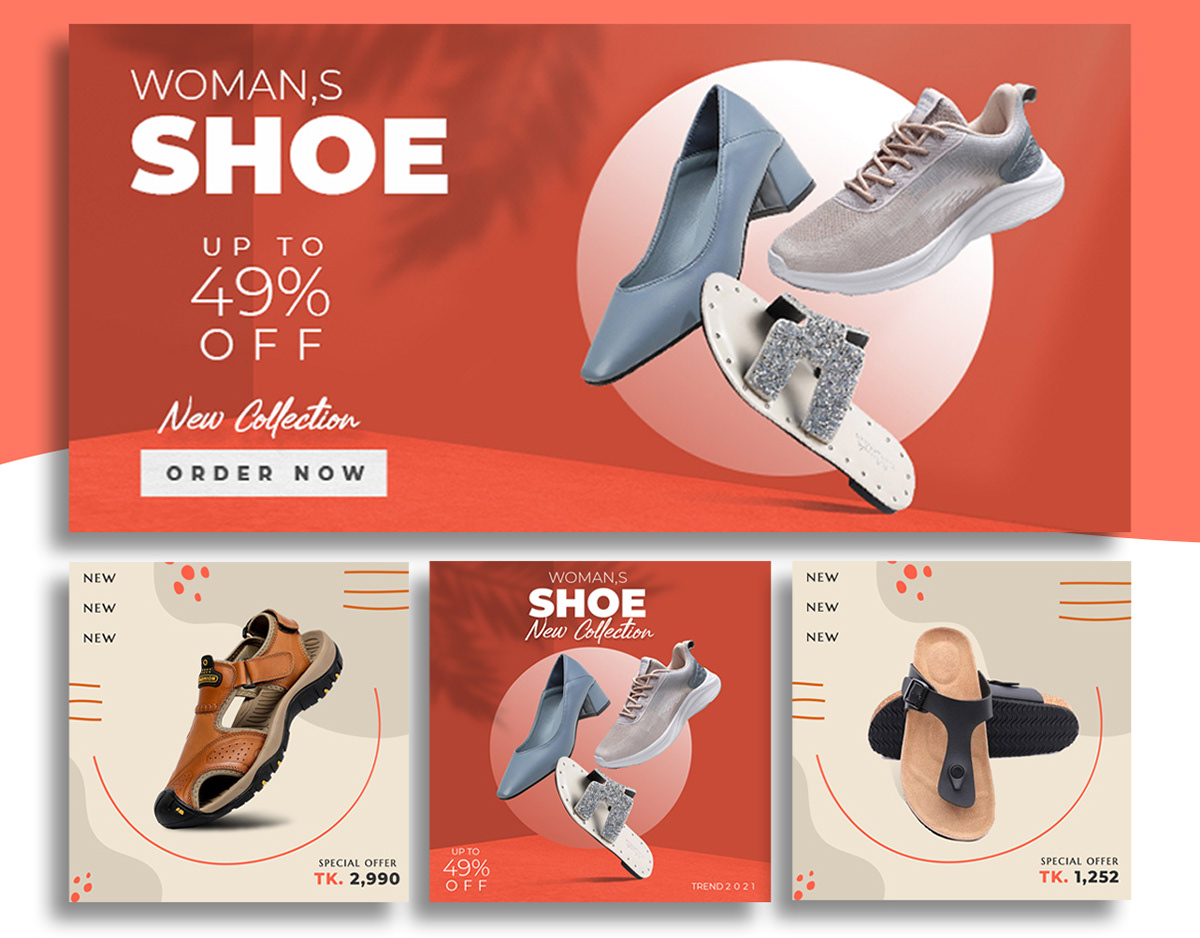 WOMAN,S
SHOE
UP TO
49%
OFF
New Collection
ORDER NOW
NEW
NEW
NEW
SPECIAL OFFER
TK. 2,990
WOMAN,S
SHOE
New Collection
UP TO
49%
OFF
TREND 2021
NEW
NEW
NEW
SPECIAL OFFER
TK. 1,252